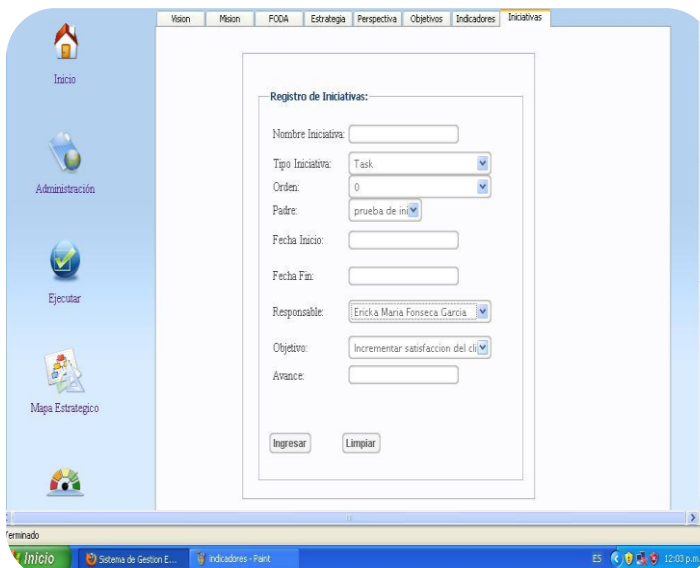 Vision Mision FODA Estrategia Perspectiva Objetivos Indicadores Iniciativas
Inicio
Administración
Ejecutar
Mapa Estrategico
Registro de Iniciativas:
Nombre Iniciativa:
Tipo Iniciativa: Task
Orden: 0
Padre: prueba de ini
Fecha Inicio:
Fecha Fin:
Responsable: Ericka Maria Fonseca Garcia
Objetivo: Incrementar satisfaccion del cli
Avance:
Ingresar Limpiar
Terminado
Inicio Sistema de Gestion E... indicadores - Paint ES 12:03 p.m.